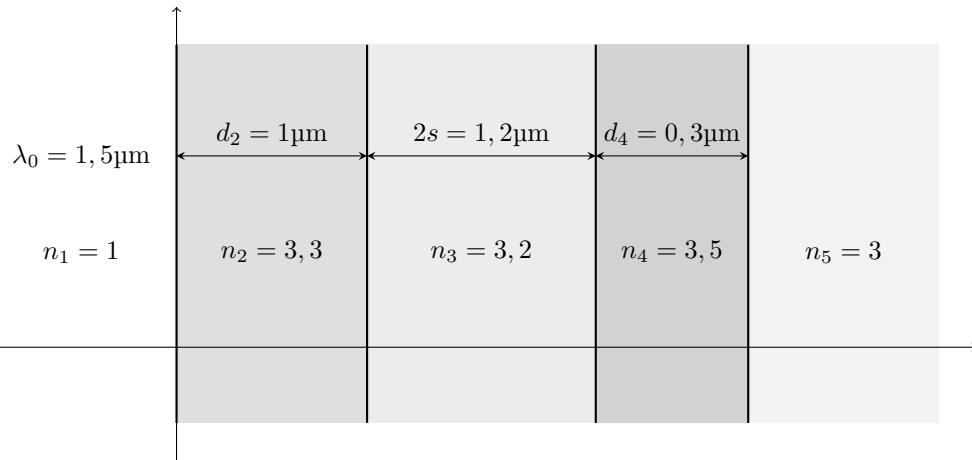 d₂ = 1µm
2s = 1, 2µm
d₄ = 0, 3µm
λ₀ = 1, 5µm
n₁ = 1
n₂ = 3, 3
n₃ = 3, 2
n₄ = 3, 5
n₅ = 3